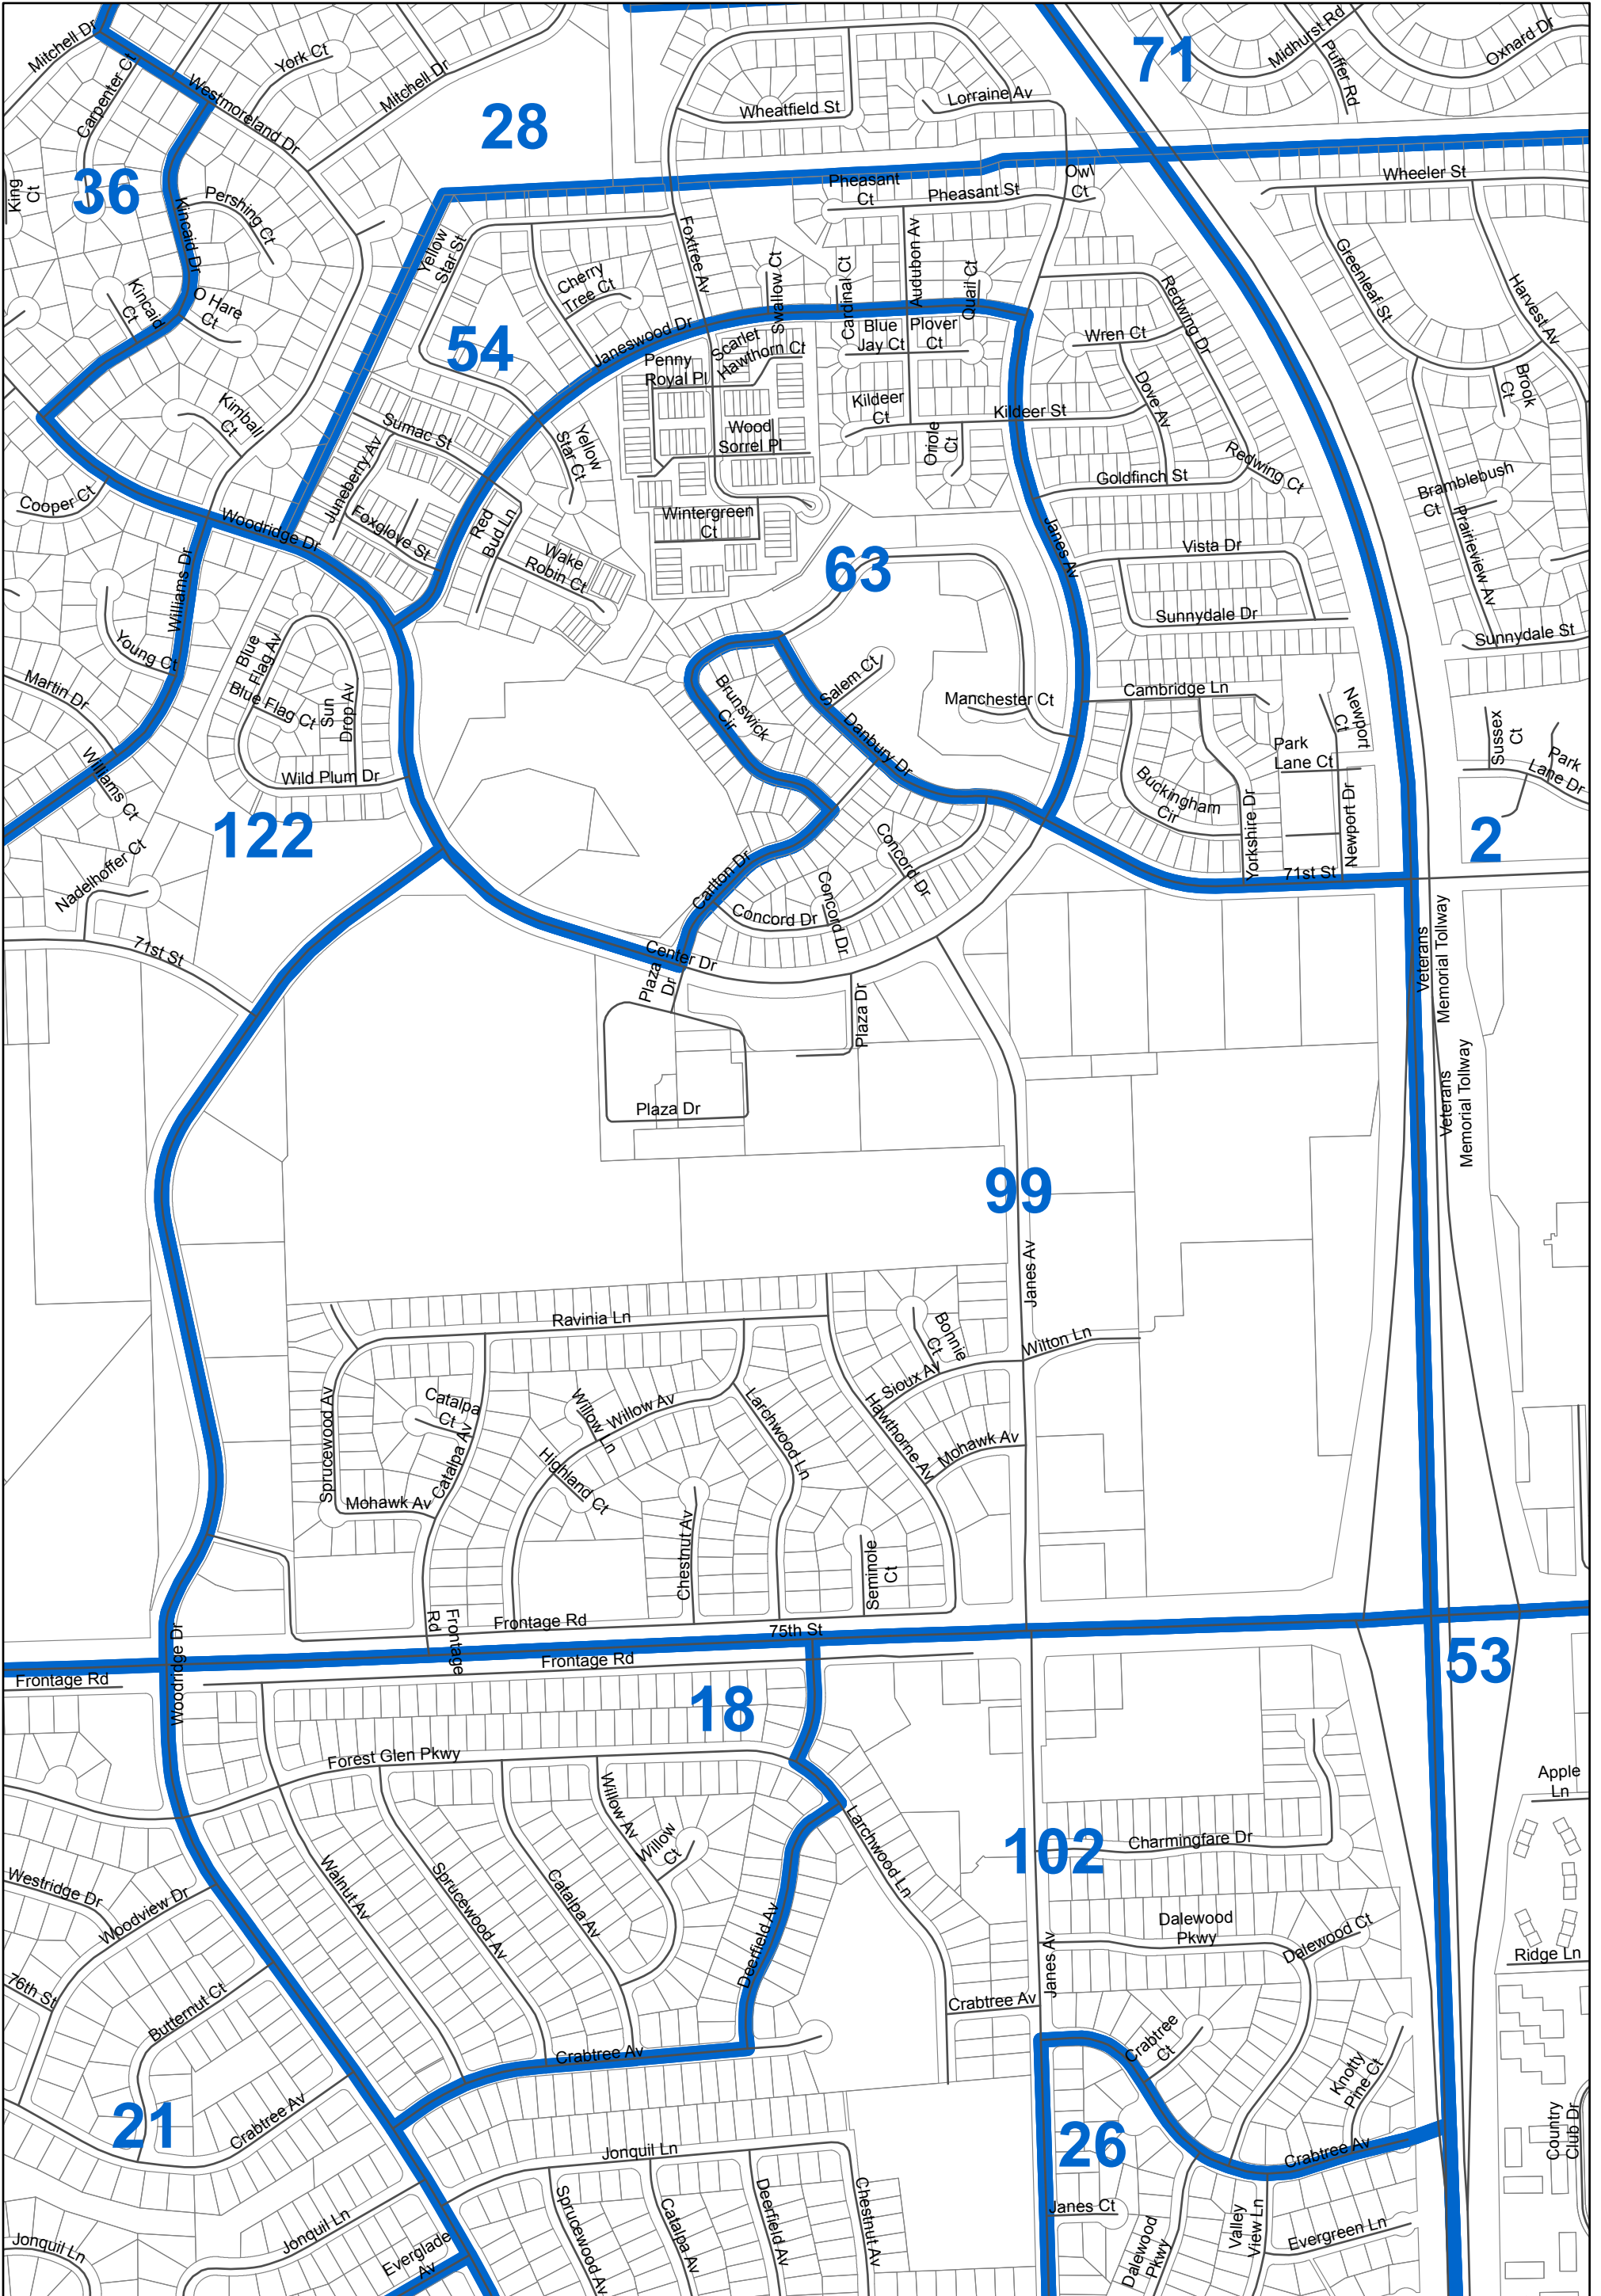 Mitchell Dr
Carpenter Ct
York Ct
Westmoreland Dr
Mitchell Dr
28
Wheatfield St
Lorraine Av
71
Midhurst Rd
Puffer Rd
Oxnard Dr
King
Ct
36
Pershing Ct
Kincaid Dr
Pheasant
Ct
Pheasant St
Owl
Ct
Wheeler St
Yellow
Star St
Foxtree Av
Cherry
Tree Ct
Swallow Ct
Cardinal Ct
Audubon Av
Quail Ct
Redwing Dr
Greenleaf St
Harvest Av
Kincaid
Ct
O Hare
Ct
54
Janeswood Dr
Scarlet
Hawthorn Ct
Penny
Royal Pl
Blue
Jay Ct
Plover
Ct
Wren Ct
Dove Av
Brook
Ct
Kimball
Ct
Sumac St
Juneberry Av
Yellow
Star Ct
Wood
Sorrel Pl
Kildeer
Ct
Kildeer St
Oriole
Ct
Goldfinch St
Redwing Ct
Bramblebush
Ct
Prairieview Av
Cooper Ct
Woodridge Dr
Foxglove St
Red
Bud Ln
Wintergreen
Ct
Wake
Robin Ct
63
Janes Av
Vista Dr
Sunnydale Dr
Sunnydale St
Williams Dr
Young Ct
Martin Dr
Blue
Flag Av
Blue Flag Ct
Sun
Drop Av
Wild Plum Dr
Williams Ct
Brunswick
Cir
Salem Ct
Danbury Dr
Manchester Ct
Cambridge Ln
Newport
Ct
Park
Lane Ct
Sussex
Ct
Park
Lane Dr
Buckingham
Cir
Yorkshire Dr
Newport Dr
2
122
Nadelhoffer Ct
Concord Dr
Carlton Dr
Concord Dr
Concord Dr
71st St
71st St
Center Dr
Plaza
Dr
Plaza Dr
Plaza Dr
Veterans
Memorial Tollway
Veterans
Memorial Tollway
99
Janes Av
Ravinia Ln
Bonnie
Ct
Wilton Ln
Sioux Av
Hawthorne Av
Mohawk Av
Sprucewood Av
Catalpa
Ct
Catalpa Av
Mohawk Av
Willow
Ln
Willow Av
Highland Ct
Larchwood Ln
Chestnut Av
Seminole
Ct
Frontage
Rd
Frontage Rd
75th St
Frontage Rd
Frontage Rd
Woodridge Dr
53
18
Forest Glen Pkwy
Willow Av
Willow
Ct
Larchwood Ln
Apple
Ln
102
Charmingfare Dr
Westridge Dr
Woodview Dr
Walnut Av
Sprucewood Av
Catalpa Av
Deerfield Av
Dalewood
Pkwy
Dalewood Ct
Ridge Ln
76th St
Butternut Ct
Janes Av
Crabtree Av
Crabtree Av
Crabtree
Ct
Knotty
Pine Ct
21
Crabtree Av
26
Crabtree Av
Country
Club Dr
Jonquil Ln
Jonquil Ln
Jonquil Ln
Everglade
Av
Sprucewood Av
Catalpa Av
Deerfield Av
Chestnut Av
Janes Ct
Dalewood
Pkwy
Valley
View Ln
Evergreen Ln